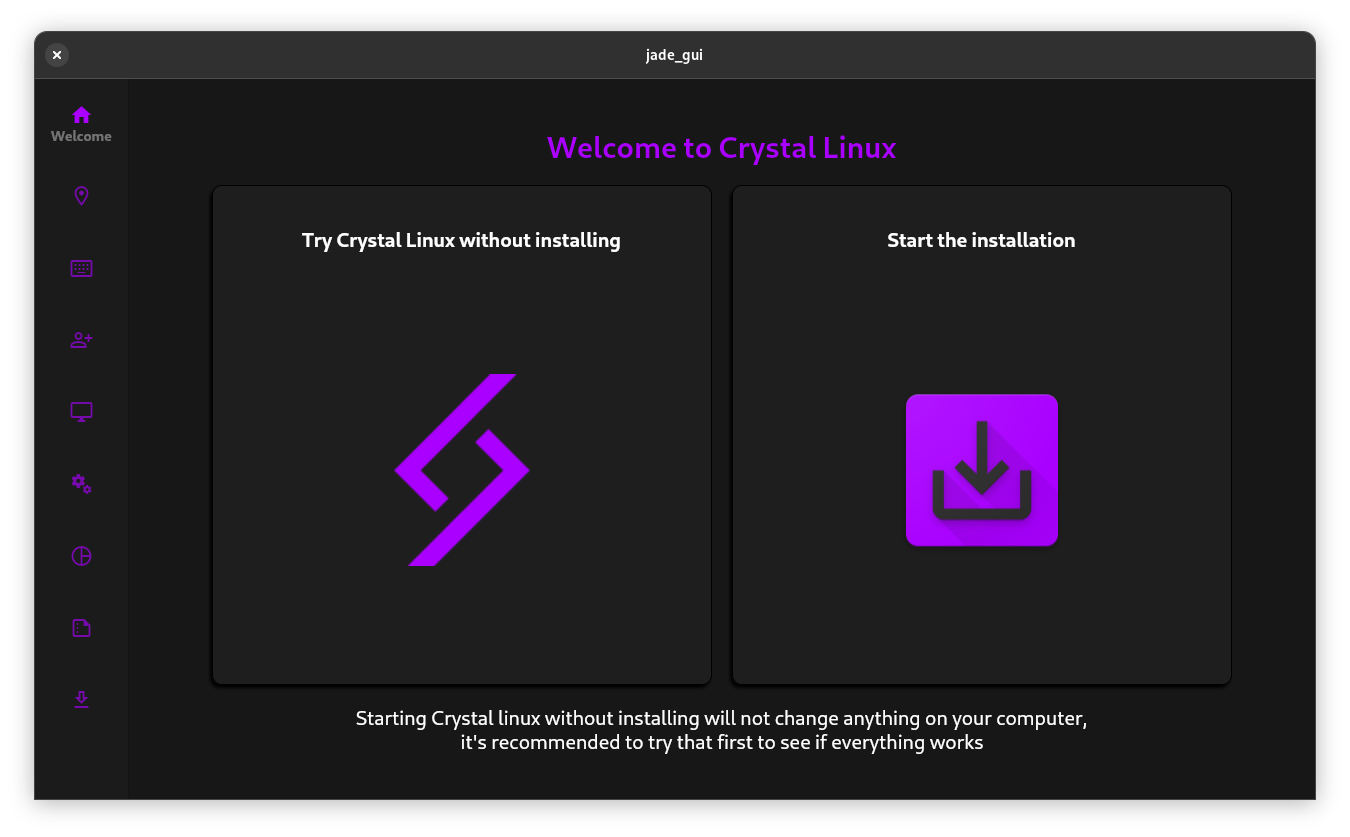 jade_gui
Welcome
Welcome to Crystal Linux
Try Crystal Linux without installing
Start the installation
Starting Crystal linux without installing will not change anything on your computer,
it's recommended to try that first to see if everything works